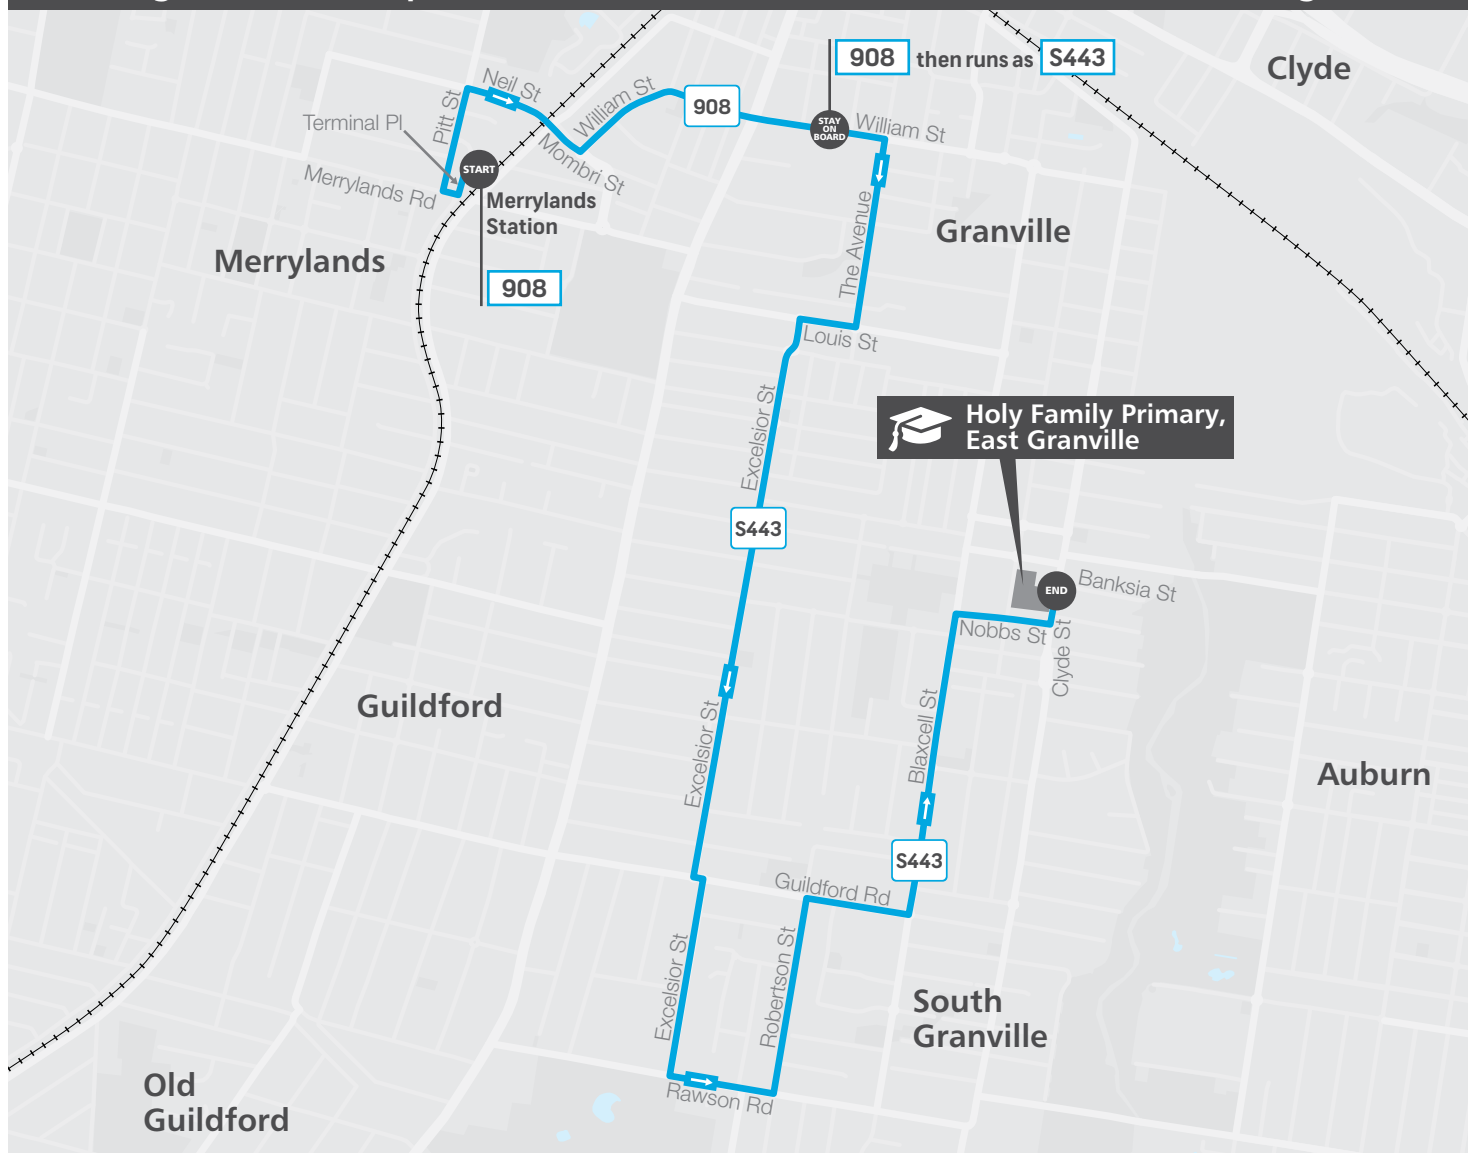 908 then runs as S443
Clyde
Neil St
William St
908
STAY
ON
BOARD
William St
Pitt St
Terminal Pl
START
Mombri St
Merrylands Rd
Merrylands
Station
The Avenue
Granville
Merrylands
908
Louis St
Excelsior St
Holy Family Primary,
East Granville
S443
END
Banksia St
Nobbs St
Clyde St
Guildford
Excelsior St
Blaxcell St
Auburn
S443
Guildford Rd
Excelsior St
Robertson St
South
Granville
Old
Guildford
Rawson Rd